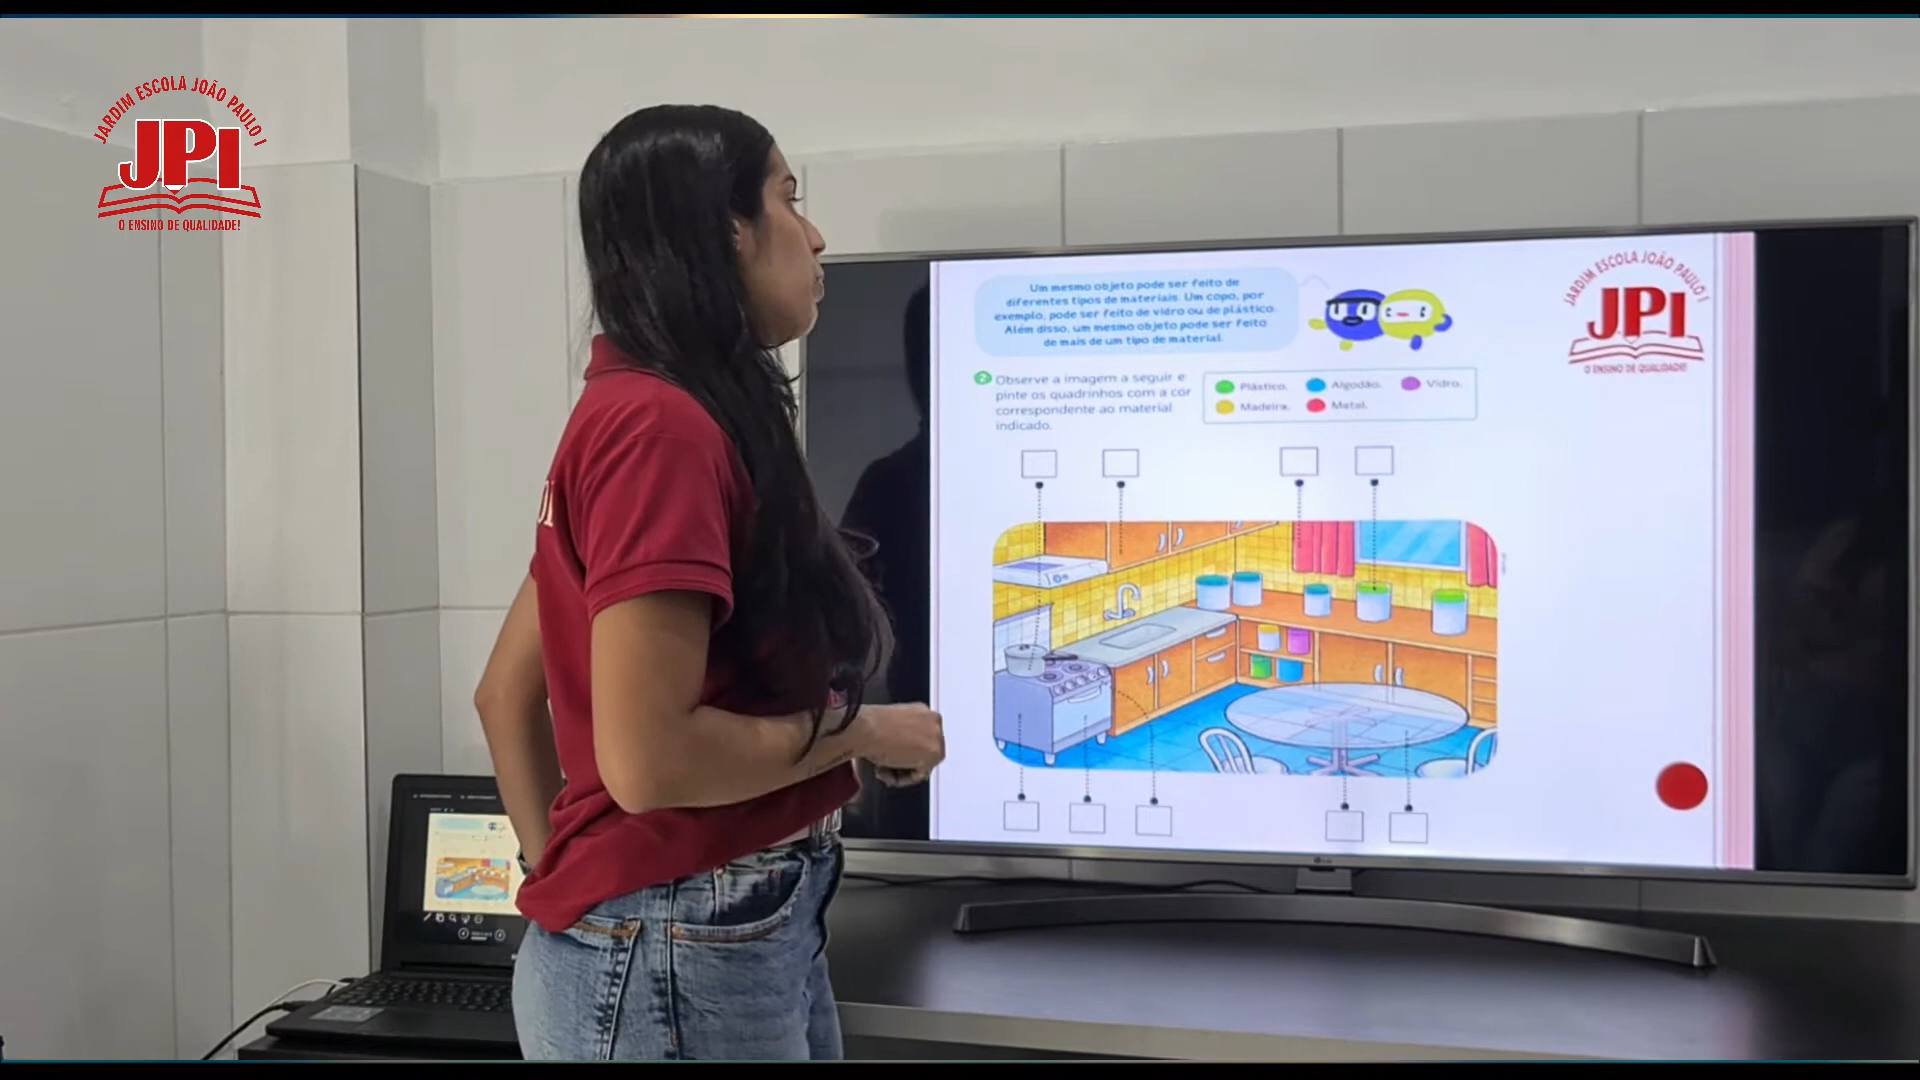 JARDIM ESCOLA JOÃO PAULO I
JPI
O ENSINO DE QUALIDADE!
Um mesmo objeto pode ser feito de
diferentes tipos de materiais. Um copo, por
exemplo, pode ser feito de vidro ou de plástico.
Além disso, um mesmo objeto pode ser feito
de mais de um tipo de material.
JARDIM ESCOLA JOÃO PAULO I
JPI
O ENSINO DE QUALIDADE!
2 Observe a imagem a seguir e
pinte os quadrinhos com a cor
correspondente ao material
indicado.
Plástico. Algodão. Vidro.
Madeira. Metal.
LG